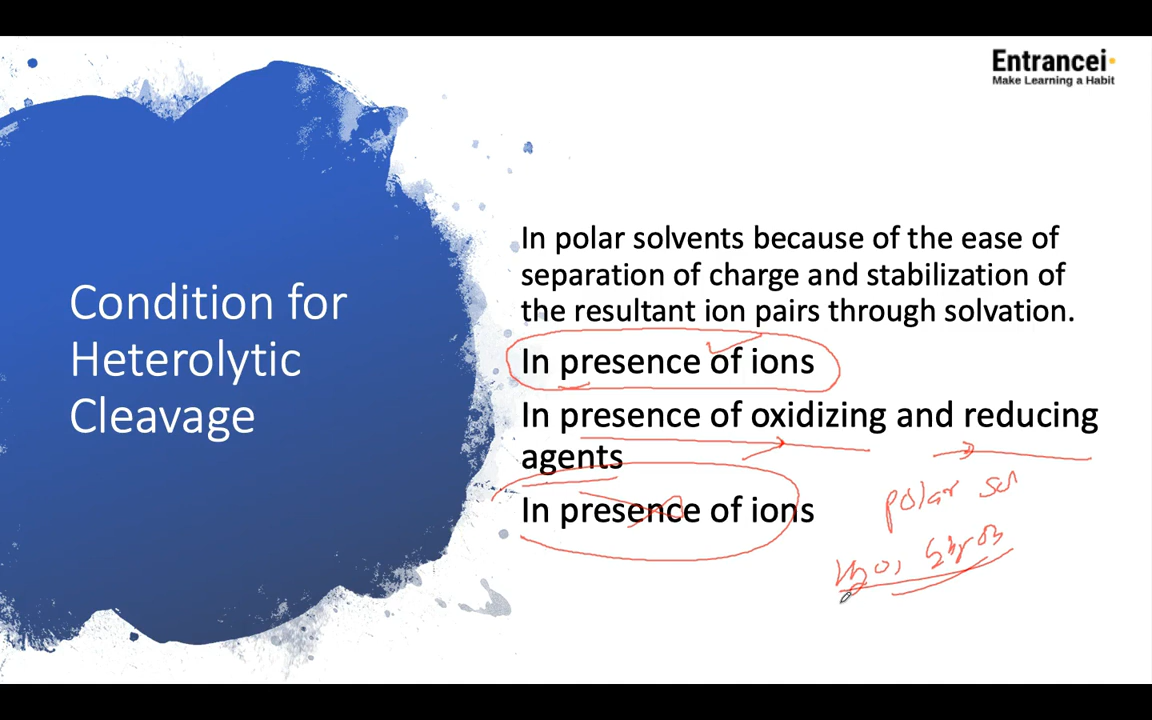 Entrancei
Make Learning a Habit
Condition for
Heterolytic
Cleavage
In polar solvents because of the ease of
separation of charge and stabilization of
the resultant ion pairs through solvation.
In presence of ions
In presence of oxidizing and reducing
agents
In presence of ions
polar
H2O,